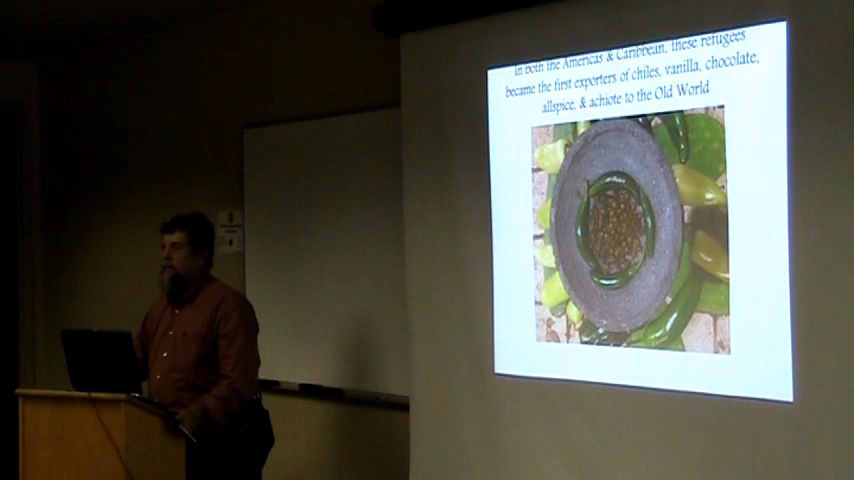 In both the Americas & Caribbean, these refugees
became the first exporters of chiles, vanilla, chocolate,
allspice, & achiote to the Old World